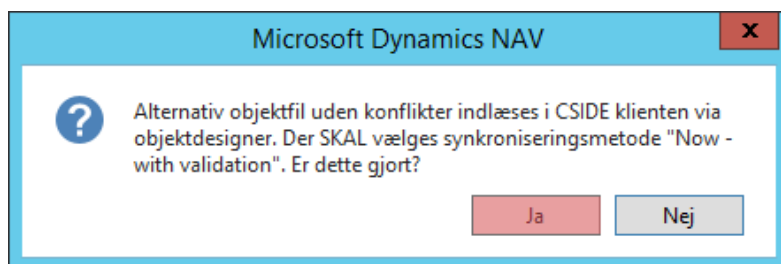 Microsoft Dynamics NAV
x
?
Alternativ objektfil uden konflikter indlæses i CSIDE klienten via
objektdesigner. Der SKAL vælges synkroniseringsmetode "Now -
with validation". Er dette gjort?
Ja
Nej